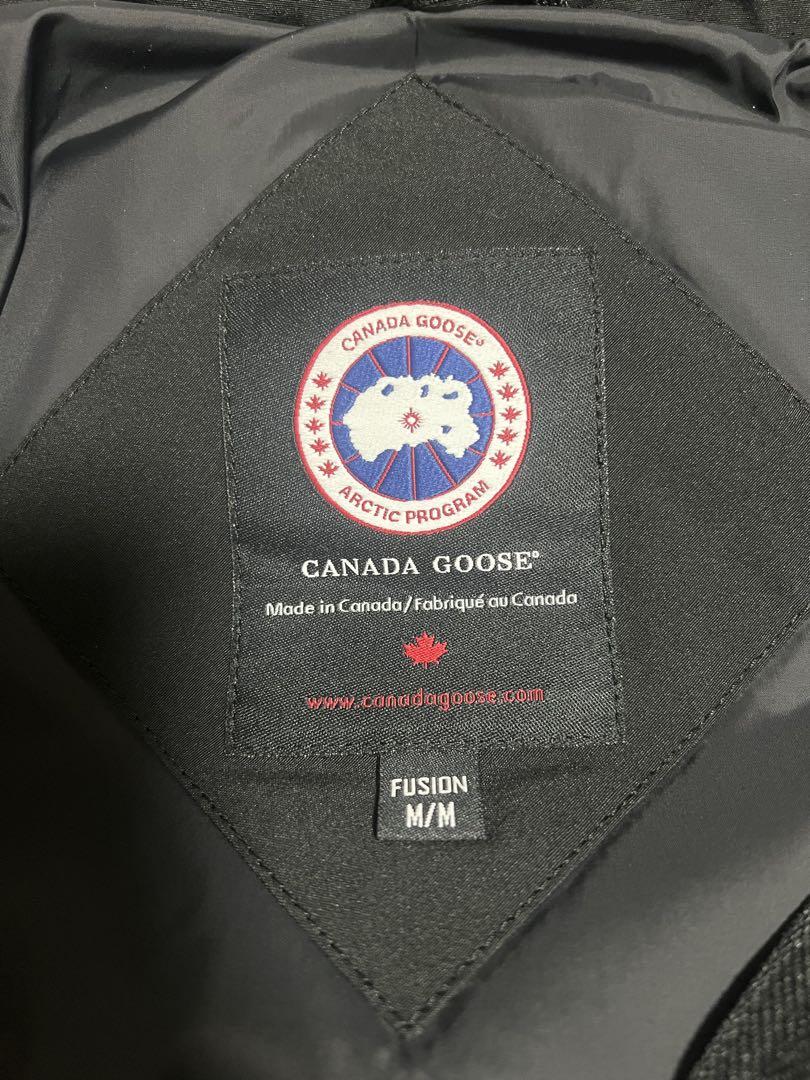 CANADA GOOSE®
ARCTIC PROGRAM
CANADA GOOSE®
Made in Canada/Fabriqué au Canada
www.canadagoose.com
FUSION
M/M